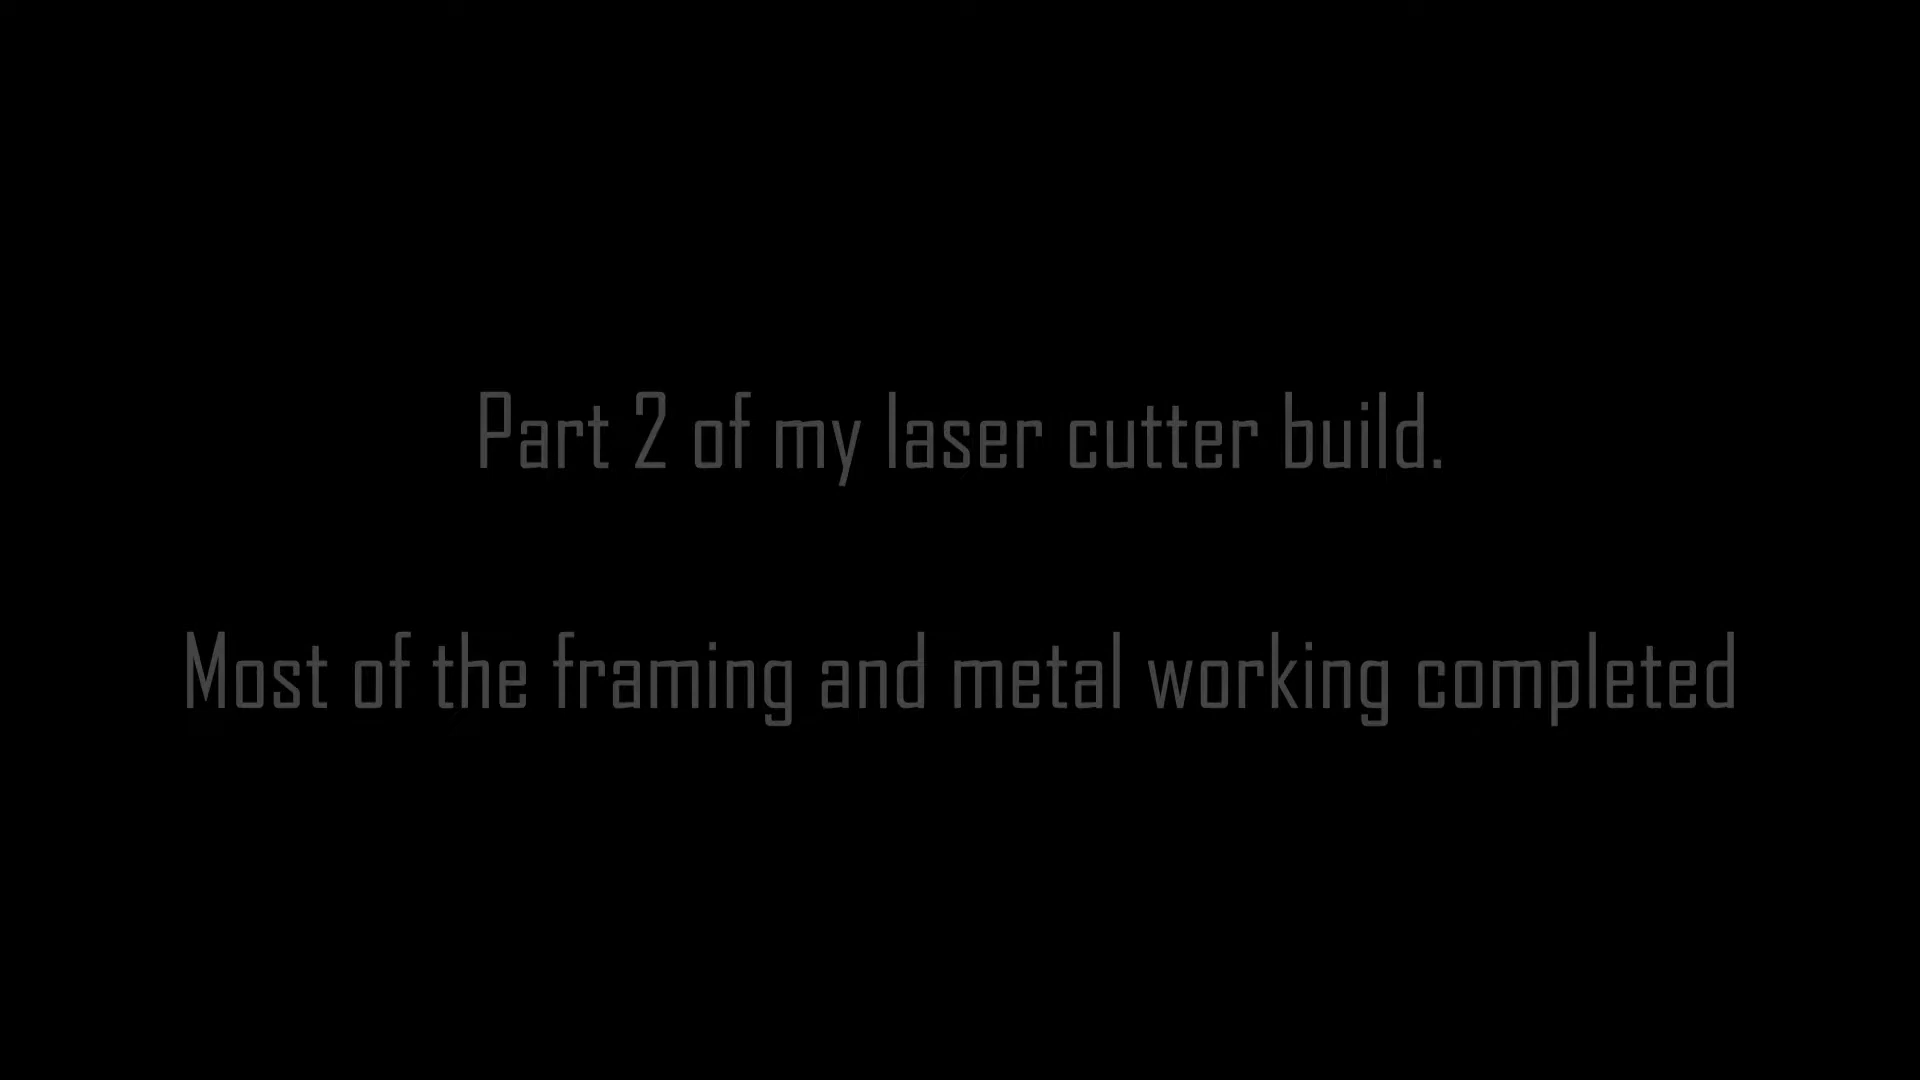 Part 2 of my laser cutter build.
Most of the framing and metal working completed